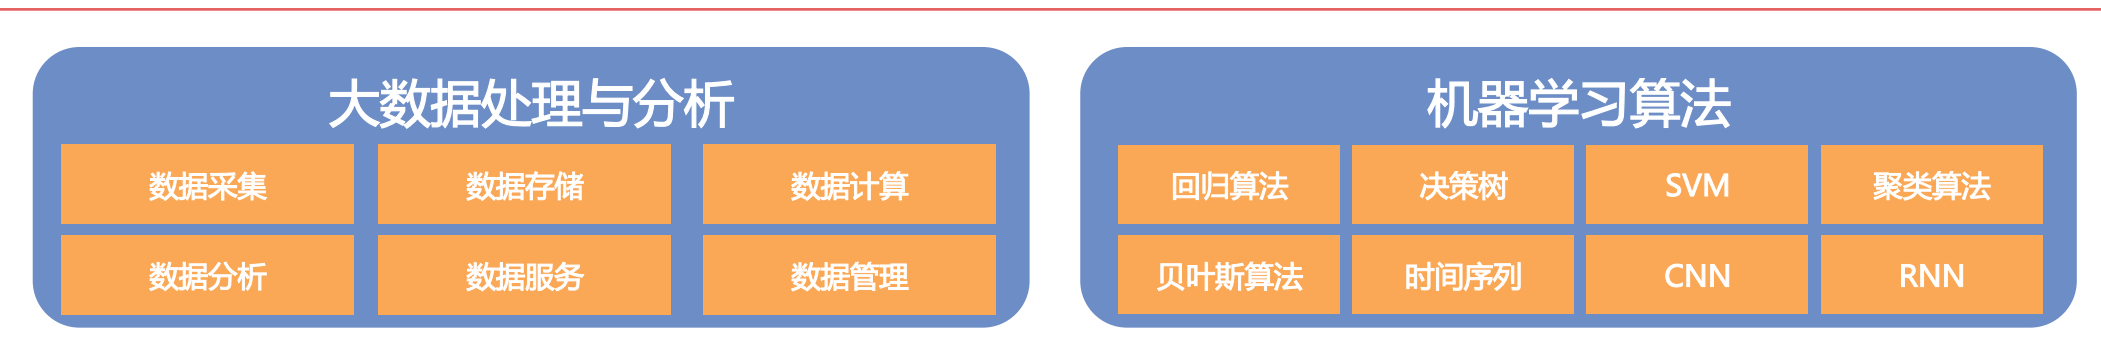 大数据处理与分析
数据采集
数据存储
数据计算
数据分析
数据服务
数据管理
机器学习算法
回归算法
决策树
SVM
聚类算法
贝叶斯算法
时间序列
CNN
RNN